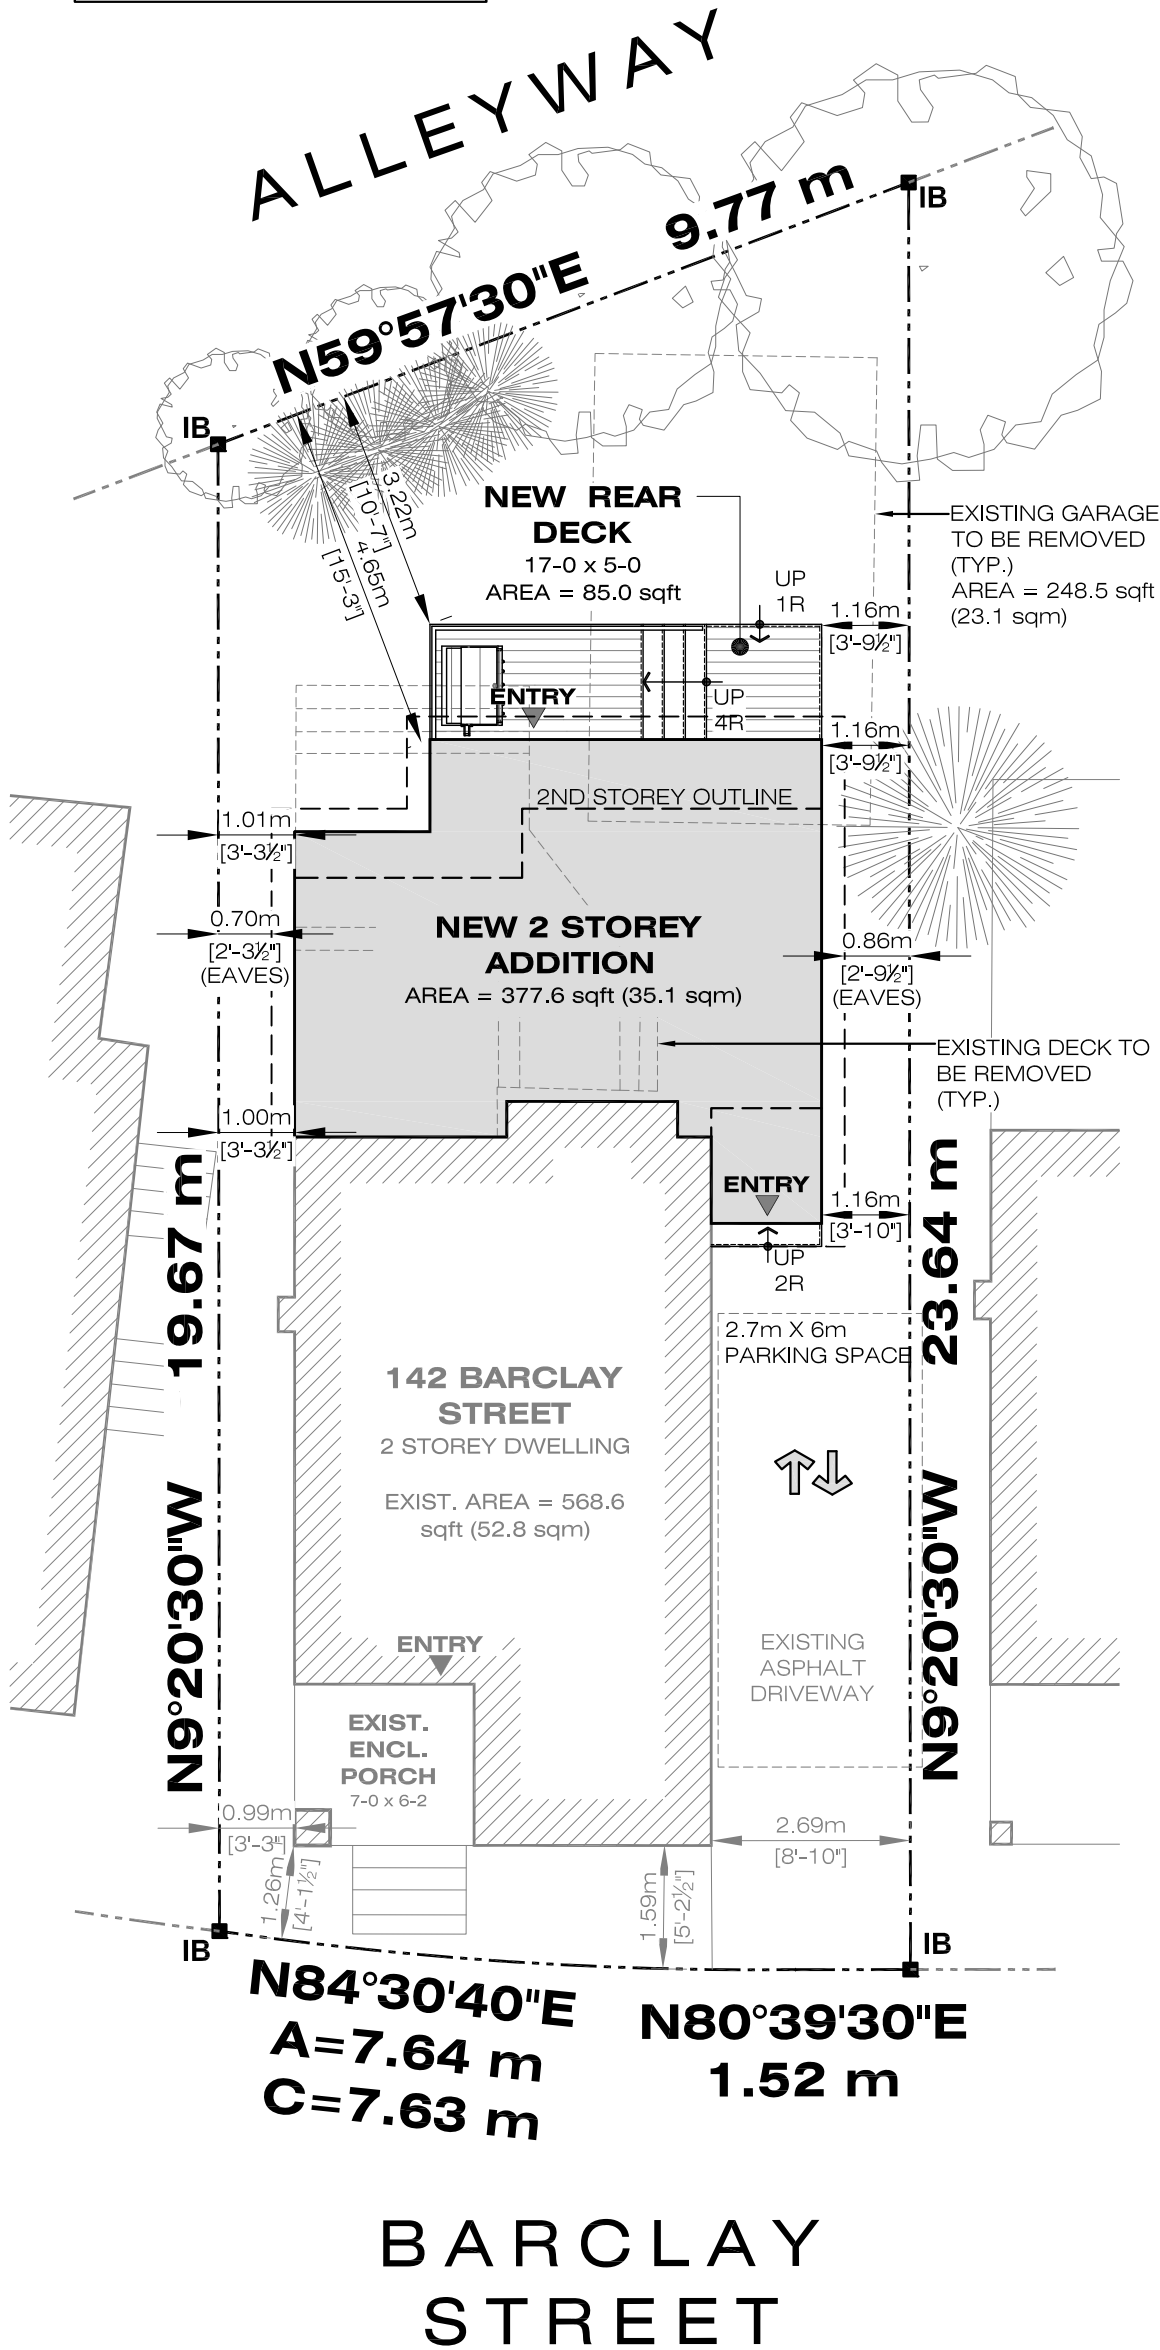 ALLEYWAY
9.77 m
IB
N59°57'30"E
IB
3.22m
[10'-7"]
4.65m
[15'-3"]
NEW REAR
DECK
17-0 x 5-0
AREA = 85.0 sqft
EXISTING GARAGE
TO BE REMOVED
(TYP.)
AREA = 248.5 sqft
(23.1 sqm)
UP
1R
1.16m
[3'-9½"]
ENTRY
UP
4R
1.16m
[3'-9½"]
2ND STOREY OUTLINE
1.01m
[3'-3½"]
0.70m
[2'-3½"]
(EAVES)
NEW 2 STOREY
ADDITION
AREA = 377.6 sqft (35.1 sqm)
0.86m
[2'-9½"]
(EAVES)
EXISTING DECK TO
BE REMOVED
(TYP.)
1.00m
[3'-3½"]
ENTRY
1.16m
[3'-10"]
UP
2R
19.67 m
23.64 m
2.7m X 6m
PARKING SPACE
142 BARCLAY
STREET
2 STOREY DWELLING
EXIST. AREA = 568.6
sqft (52.8 sqm)
N9°20'30"W
N9°20'30"W
ENTRY
EXISTING
ASPHALT
DRIVEWAY
EXIST.
ENCL.
PORCH
7-0 x 6-2
0.99m
[3'-3"]
2.69m
[8'-10"]
1.26m
[4'-1½"]
1.59m
[5'-2½"]
IB
IB
N84°30'40"E
A=7.64 m
C=7.63 m
N80°39'30"E
1.52 m
BARCLAY
STREET